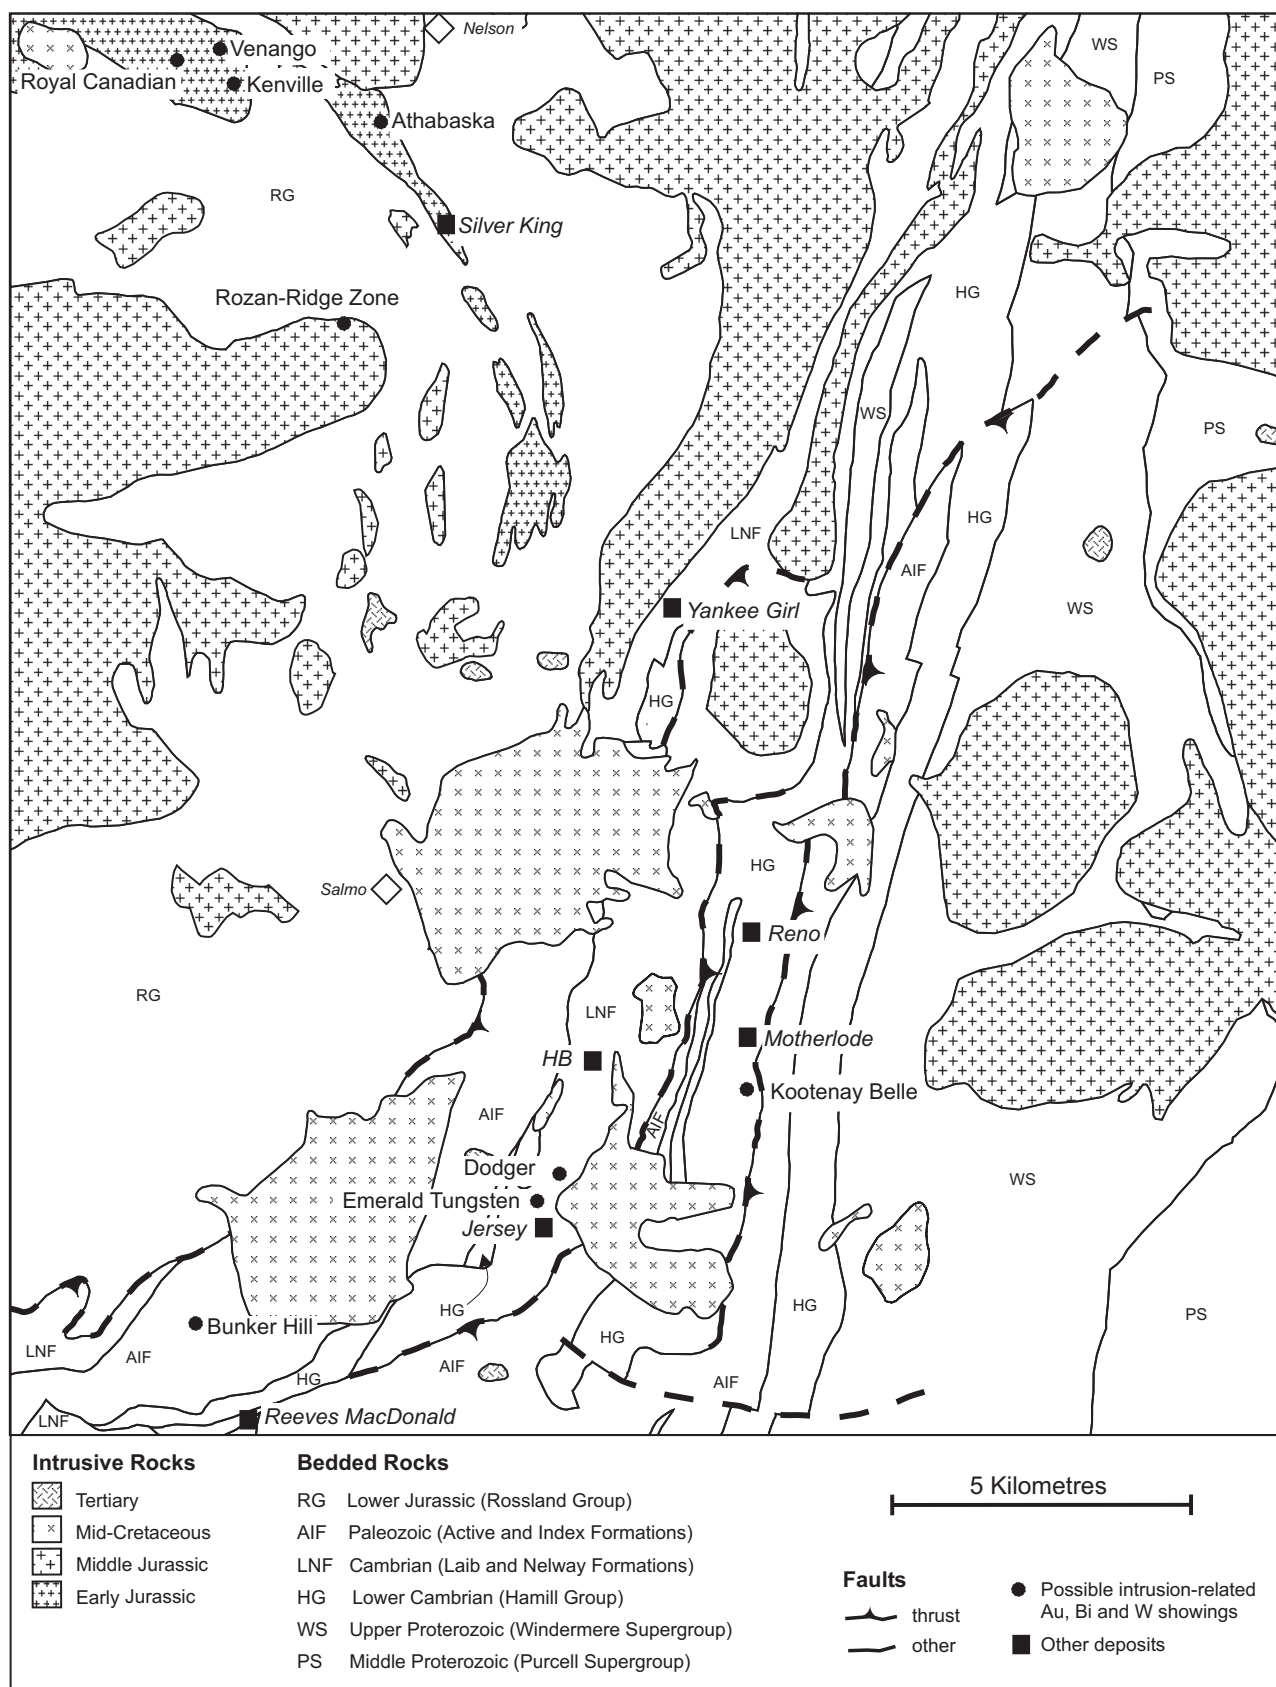 Nelson
WS
Venango
PS
Royal Canadian
Kenville
Athabaska
RG
Silver King
Rozan-Ridge Zone
HG
WS
PS
HG
LNF
AIF
WS
Yankee Girl
HG
HG
Salmo
Reno
RG
LNF
Motherlode
HB
Kootenay Belle
AIF
AIF
Dodger
WS
Emerald Tungsten
Jersey
HG
HG
PS
Bunker Hill
HG
LNF
AIF
AIF
HG
AIF
LNF
Reeves MacDonald
Intrusive Rocks
Tertiary
Mid-Cretaceous
Middle Jurassic
Early Jurassic
Bedded Rocks
RG Lower Jurassic (Rossland Group)
AIF Paleozoic (Active and Index Formations)
LNF Cambrian (Laib and Nelway Formations)
HG Lower Cambrian (Hamill Group)
WS Upper Proterozoic (Windermere Supergroup)
PS Middle Proterozoic (Purcell Supergroup)
5 Kilometres
Faults
thrust
other
Possible intrusion-related
Au, Bi and W showings
Other deposits